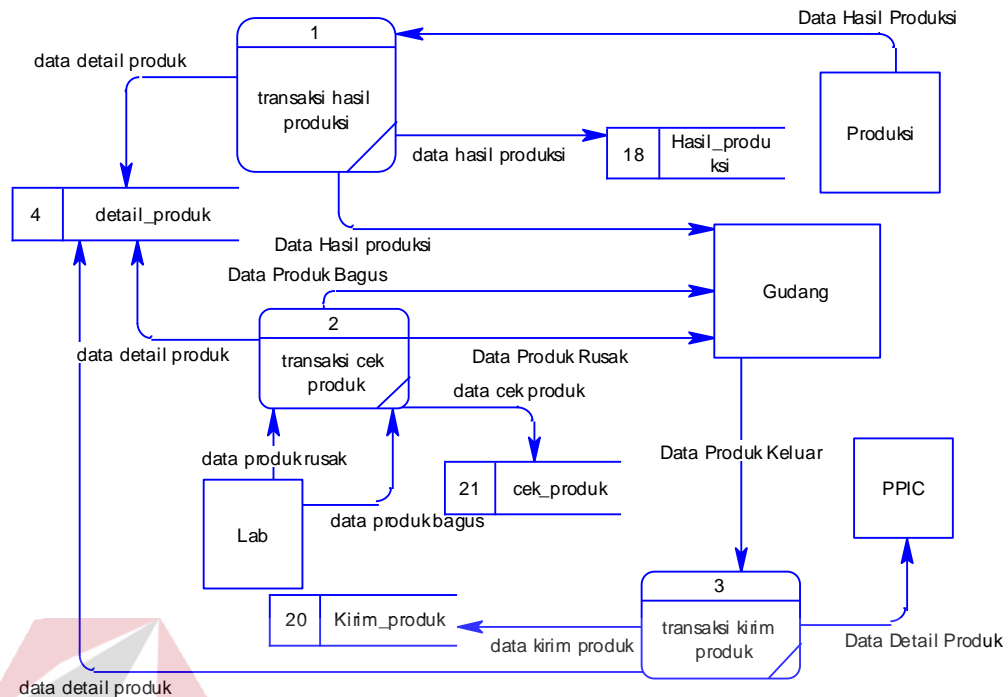 Data Hasil Produksi
1
data detail produk
transaksi hasil
produksi
Produksi
data hasil produksi
18
Hasil_produ
ksi
4
detail_produk
Data Hasil produksi
Data Produk Bagus
Gudang
2
data detail produk
transaksi cek
produk
Data Produk Rusak
data cek produk
data produk rusak
Data Produk Keluar
21
cek_produk
PPIC
data produk bagus
Lab
3
20
Kirim_produk
transaksi kirim
produk
data kirim produk
Data Detail Produk
data detail produk